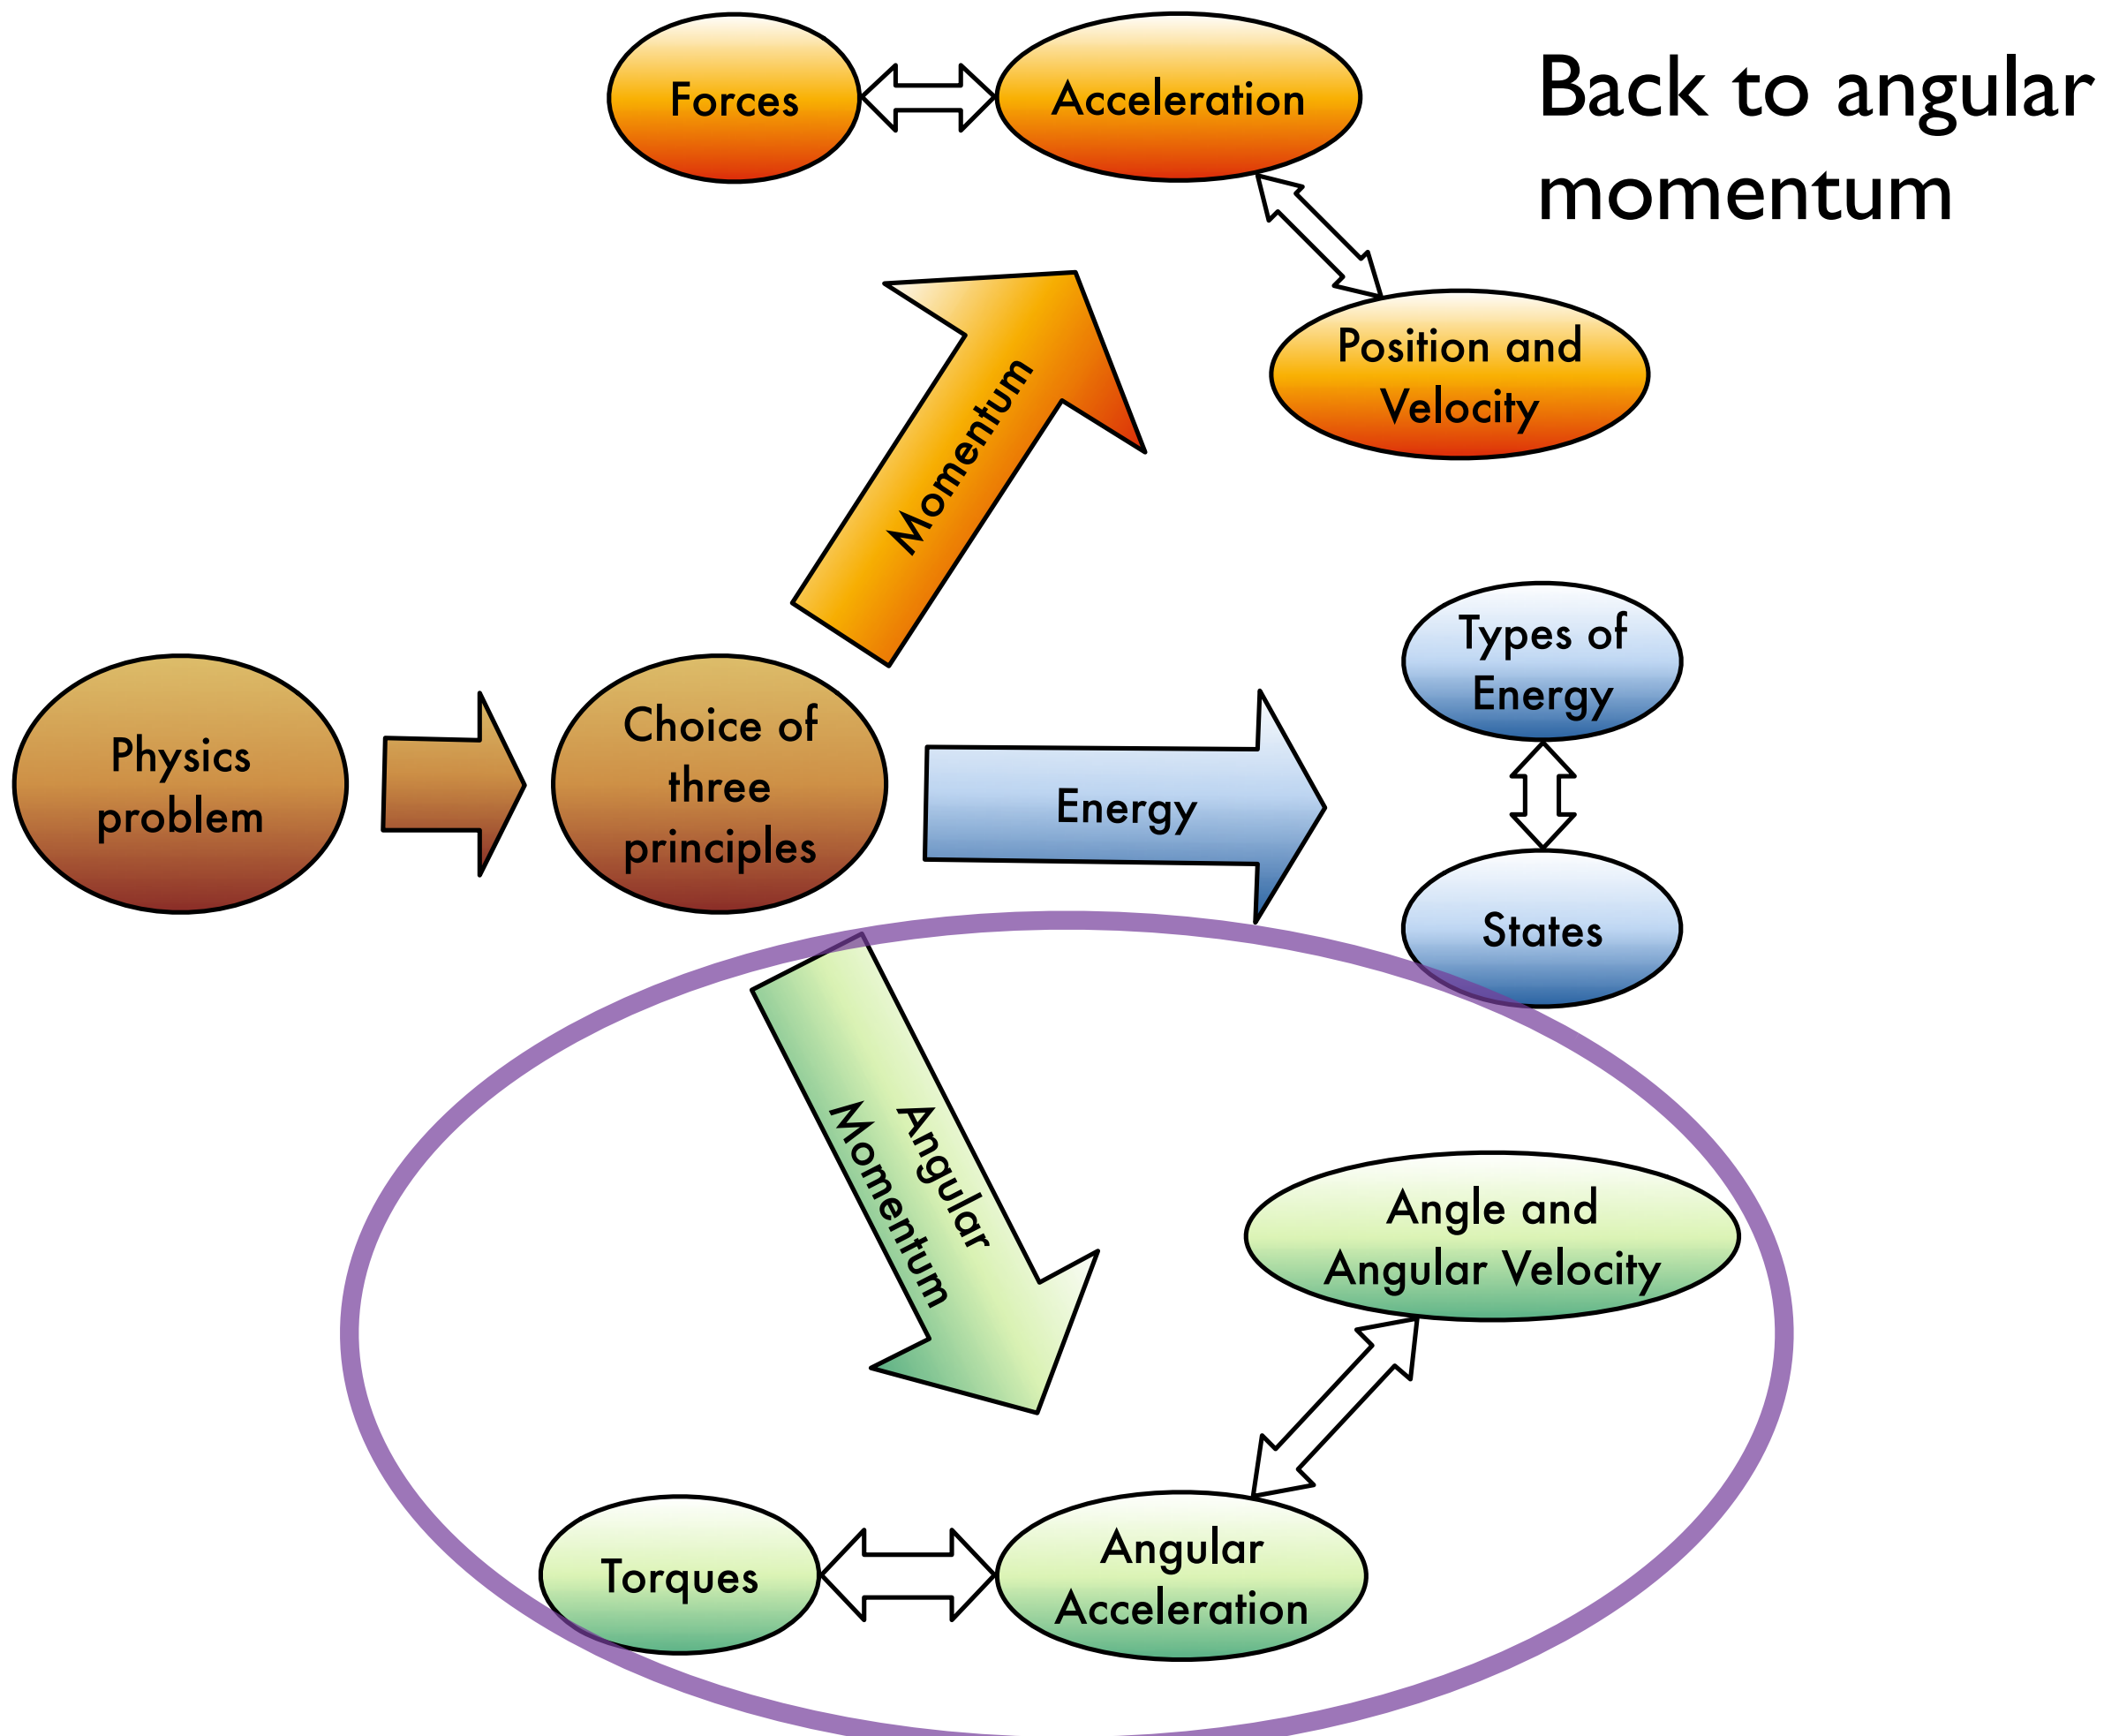 Back to angular
momentum
Forces
Acceleration
Position and
Velocity
Momentum
Types of
Energy
Physics
problem
Choice of
three
principles
Energy
States
Angular
Momentum
Angle and
Angular Velocity
Torques
Angular
Acceleration